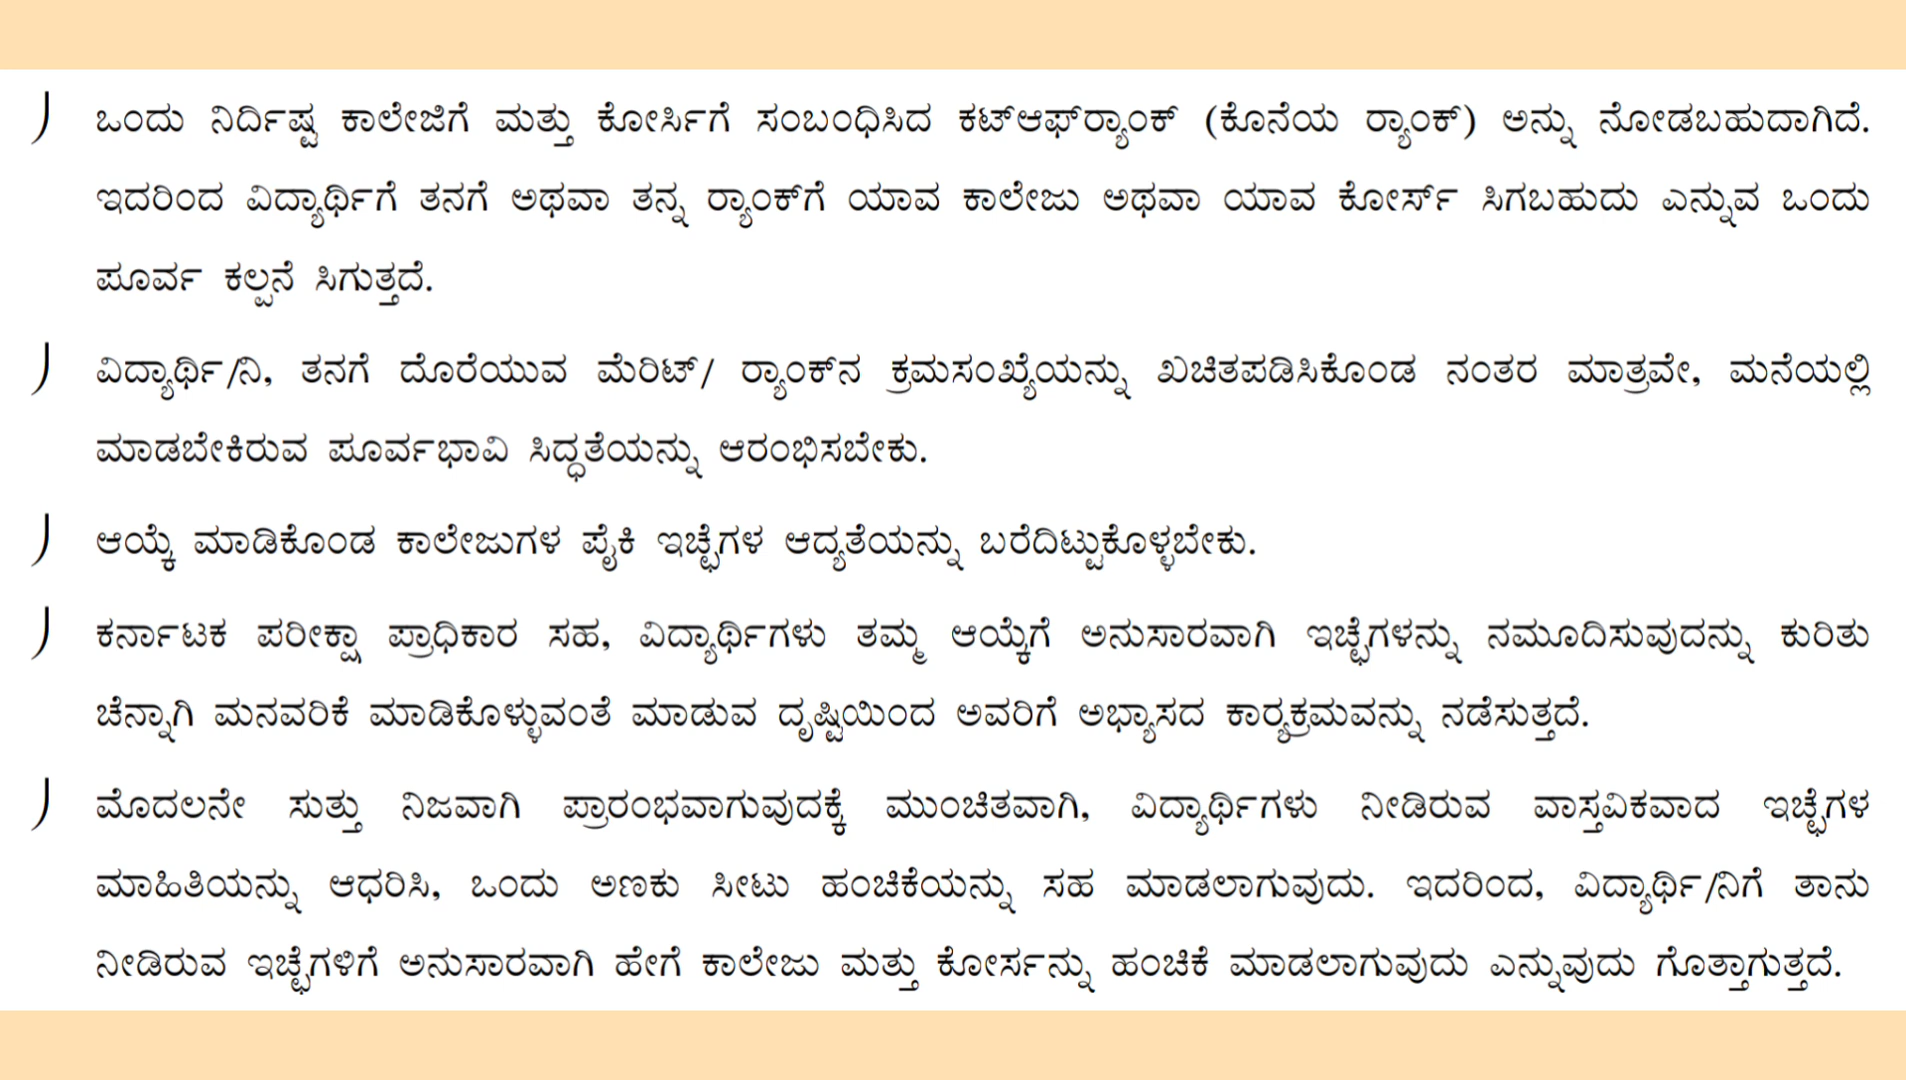 ) ಒಂದು ನಿರ್ದಿಷ್ಟ ಕಾಲೇಜಿಗೆ ಮತ್ತು ಕೋರ್ಸಿಗೆ ಸಂಬಂಧಿಸಿದ ಕಟ್‌ಆಫ್‌ರ‍್ಯಾಂಕ್ (ಕೊನೆಯ ರ‍್ಯಾಂಕ್) ಅನ್ನು ನೋಡಬಹುದಾಗಿದೆ.
ಇದರಿಂದ ವಿದ್ಯಾರ್ಥಿಗೆ ತನಗೆ ಅಥವಾ ತನ್ನ ರ‍್ಯಾಂಕ್‌ಗೆ ಯಾವ ಕಾಲೇಜು ಅಥವಾ ಯಾವ ಕೋರ್ಸ್ ಸಿಗಬಹುದು ಎನ್ನುವ ಒಂದು
ಪೂರ್ವ ಕಲ್ಪನೆ ಸಿಗುತ್ತದೆ.
) ವಿದ್ಯಾರ್ಥಿ/ನಿ, ತನಗೆ ದೊರೆಯುವ ಮೆರಿಟ್/ ರ‍್ಯಾಂಕ್‌ನ ಕ್ರಮಸಂಖ್ಯೆಯನ್ನು ಖಚಿತಪಡಿಸಿಕೊಂಡ ನಂತರ ಮಾತ್ರವೇ, ಮನೆಯಲ್ಲಿ
ಮಾಡಬೇಕಿರುವ ಪೂರ್ವಭಾವಿ ಸಿದ್ಧತೆಯನ್ನು ಆರಂಭಿಸಬೇಕು.
) ಆಯ್ಕೆ ಮಾಡಿಕೊಂಡ ಕಾಲೇಜುಗಳ ಪೈಕಿ ಇಚ್ಛೆಗಳ ಆದ್ಯತೆಯನ್ನು ಬರೆದಿಟ್ಟುಕೊಳ್ಳಬೇಕು.
) ಕರ್ನಾಟಕ ಪರೀಕ್ಷಾ ಪ್ರಾಧಿಕಾರ ಸಹ, ವಿದ್ಯಾರ್ಥಿಗಳು ತಮ್ಮ ಆಯ್ಕೆಗೆ ಅನುಸಾರವಾಗಿ ಇಚ್ಛೆಗಳನ್ನು ನಮೂದಿಸುವುದನ್ನು ಕುರಿತು
ಚೆನ್ನಾಗಿ ಮನವರಿಕೆ ಮಾಡಿಕೊಳ್ಳುವಂತೆ ಮಾಡುವ ದೃಷ್ಟಿಯಿಂದ ಅವರಿಗೆ ಅಭ್ಯಾಸದ ಕಾರ‍್ಯಕ್ರಮವನ್ನು ನಡೆಸುತ್ತದೆ.
) ಮೊದಲನೇ ಸುತ್ತು ನಿಜವಾಗಿ ಪ್ರಾರಂಭವಾಗುವುದಕ್ಕೆ ಮುಂಚಿತವಾಗಿ, ವಿದ್ಯಾರ್ಥಿಗಳು ನೀಡಿರುವ ವಾಸ್ತವಿಕವಾದ ಇಚ್ಛೆಗಳ
ಮಾಹಿತಿಯನ್ನು ಆಧರಿಸಿ, ಒಂದು ಅಣಕು ಸೀಟು ಹಂಚಿಕೆಯನ್ನು ಸಹ ಮಾಡಲಾಗುವುದು. ಇದರಿಂದ, ವಿದ್ಯಾರ್ಥಿ/ನಿಗೆ ತಾನು
ನೀಡಿರುವ ಇಚ್ಛೆಗಳಿಗೆ ಅನುಸಾರವಾಗಿ ಹೇಗೆ ಕಾಲೇಜು ಮತ್ತು ಕೋರ್ಸನ್ನು ಹಂಚಿಕೆ ಮಾಡಲಾಗುವುದು ಎನ್ನುವುದು ಗೊತ್ತಾಗುತ್ತದೆ.